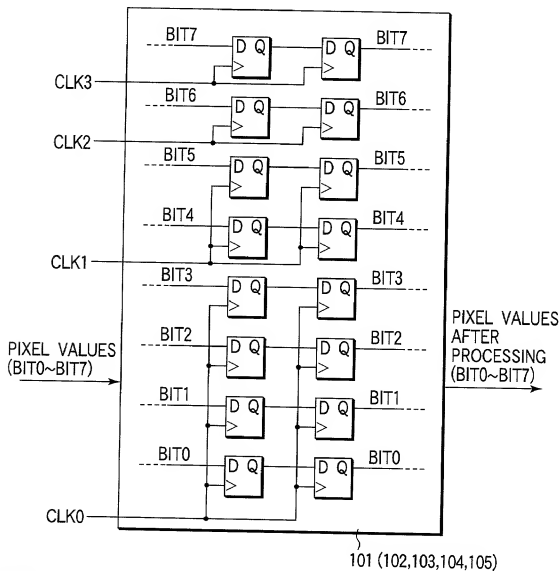 BIT7 D Q D Q BIT7
CLK3
BIT6 D Q D Q BIT6
CLK2
BIT5 D Q D Q BIT5
BIT4 D Q D Q BIT4
CLK1
BIT3 D Q D Q BIT3
PIXEL VALUES
(BIT0~BIT7)
BIT2 D Q D Q BIT2
BIT1 D Q D Q BIT1
BIT0 D Q D Q BIT0
CLK0
PIXEL VALUES
AFTER
PROCESSING
(BIT0~BIT7)
101 (102,103,104,105)